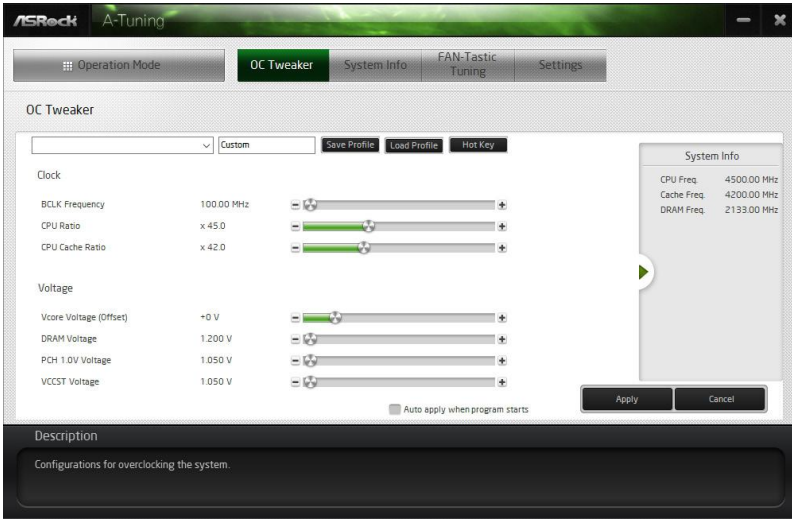 ASRock A-Tuning
Operation Mode
OC Tweaker
System Info
FAN-Tastic
Tuning
Settings
OC Tweaker
Custom
Save Profile
Load Profile
Hot Key
Clock
BCLK Frequency 100.00 MHz
CPU Ratio x 45.0
CPU Cache Ratio x 42.0
Voltage
Vcore Voltage (Offset) +0 V
DRAM Voltage 1.200 V
PCH 1.0V Voltage 1.050 V
VCCST Voltage 1.050 V
Auto apply when program starts
System Info
CPU Freq. 4500.00 MHz
Cache Freq. 4200.00 MHz
DRAM Freq. 2133.00 MHz
Apply
Cancel
Description
Configurations for overclocking the system.